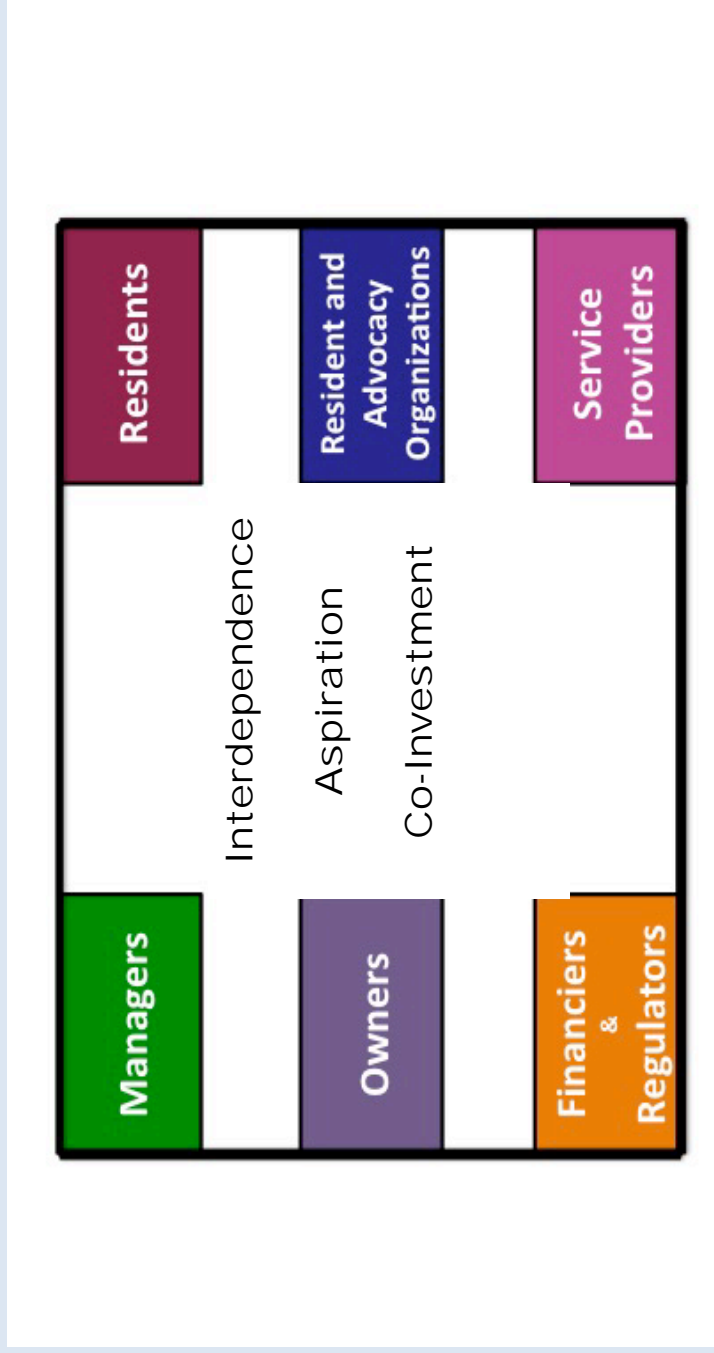 Managers
Residents
Interdependence
Aspiration
Co-Investment
Owners
Resident and
Advocacy
Organizations
Financiers
&
Regulators
Service
Providers